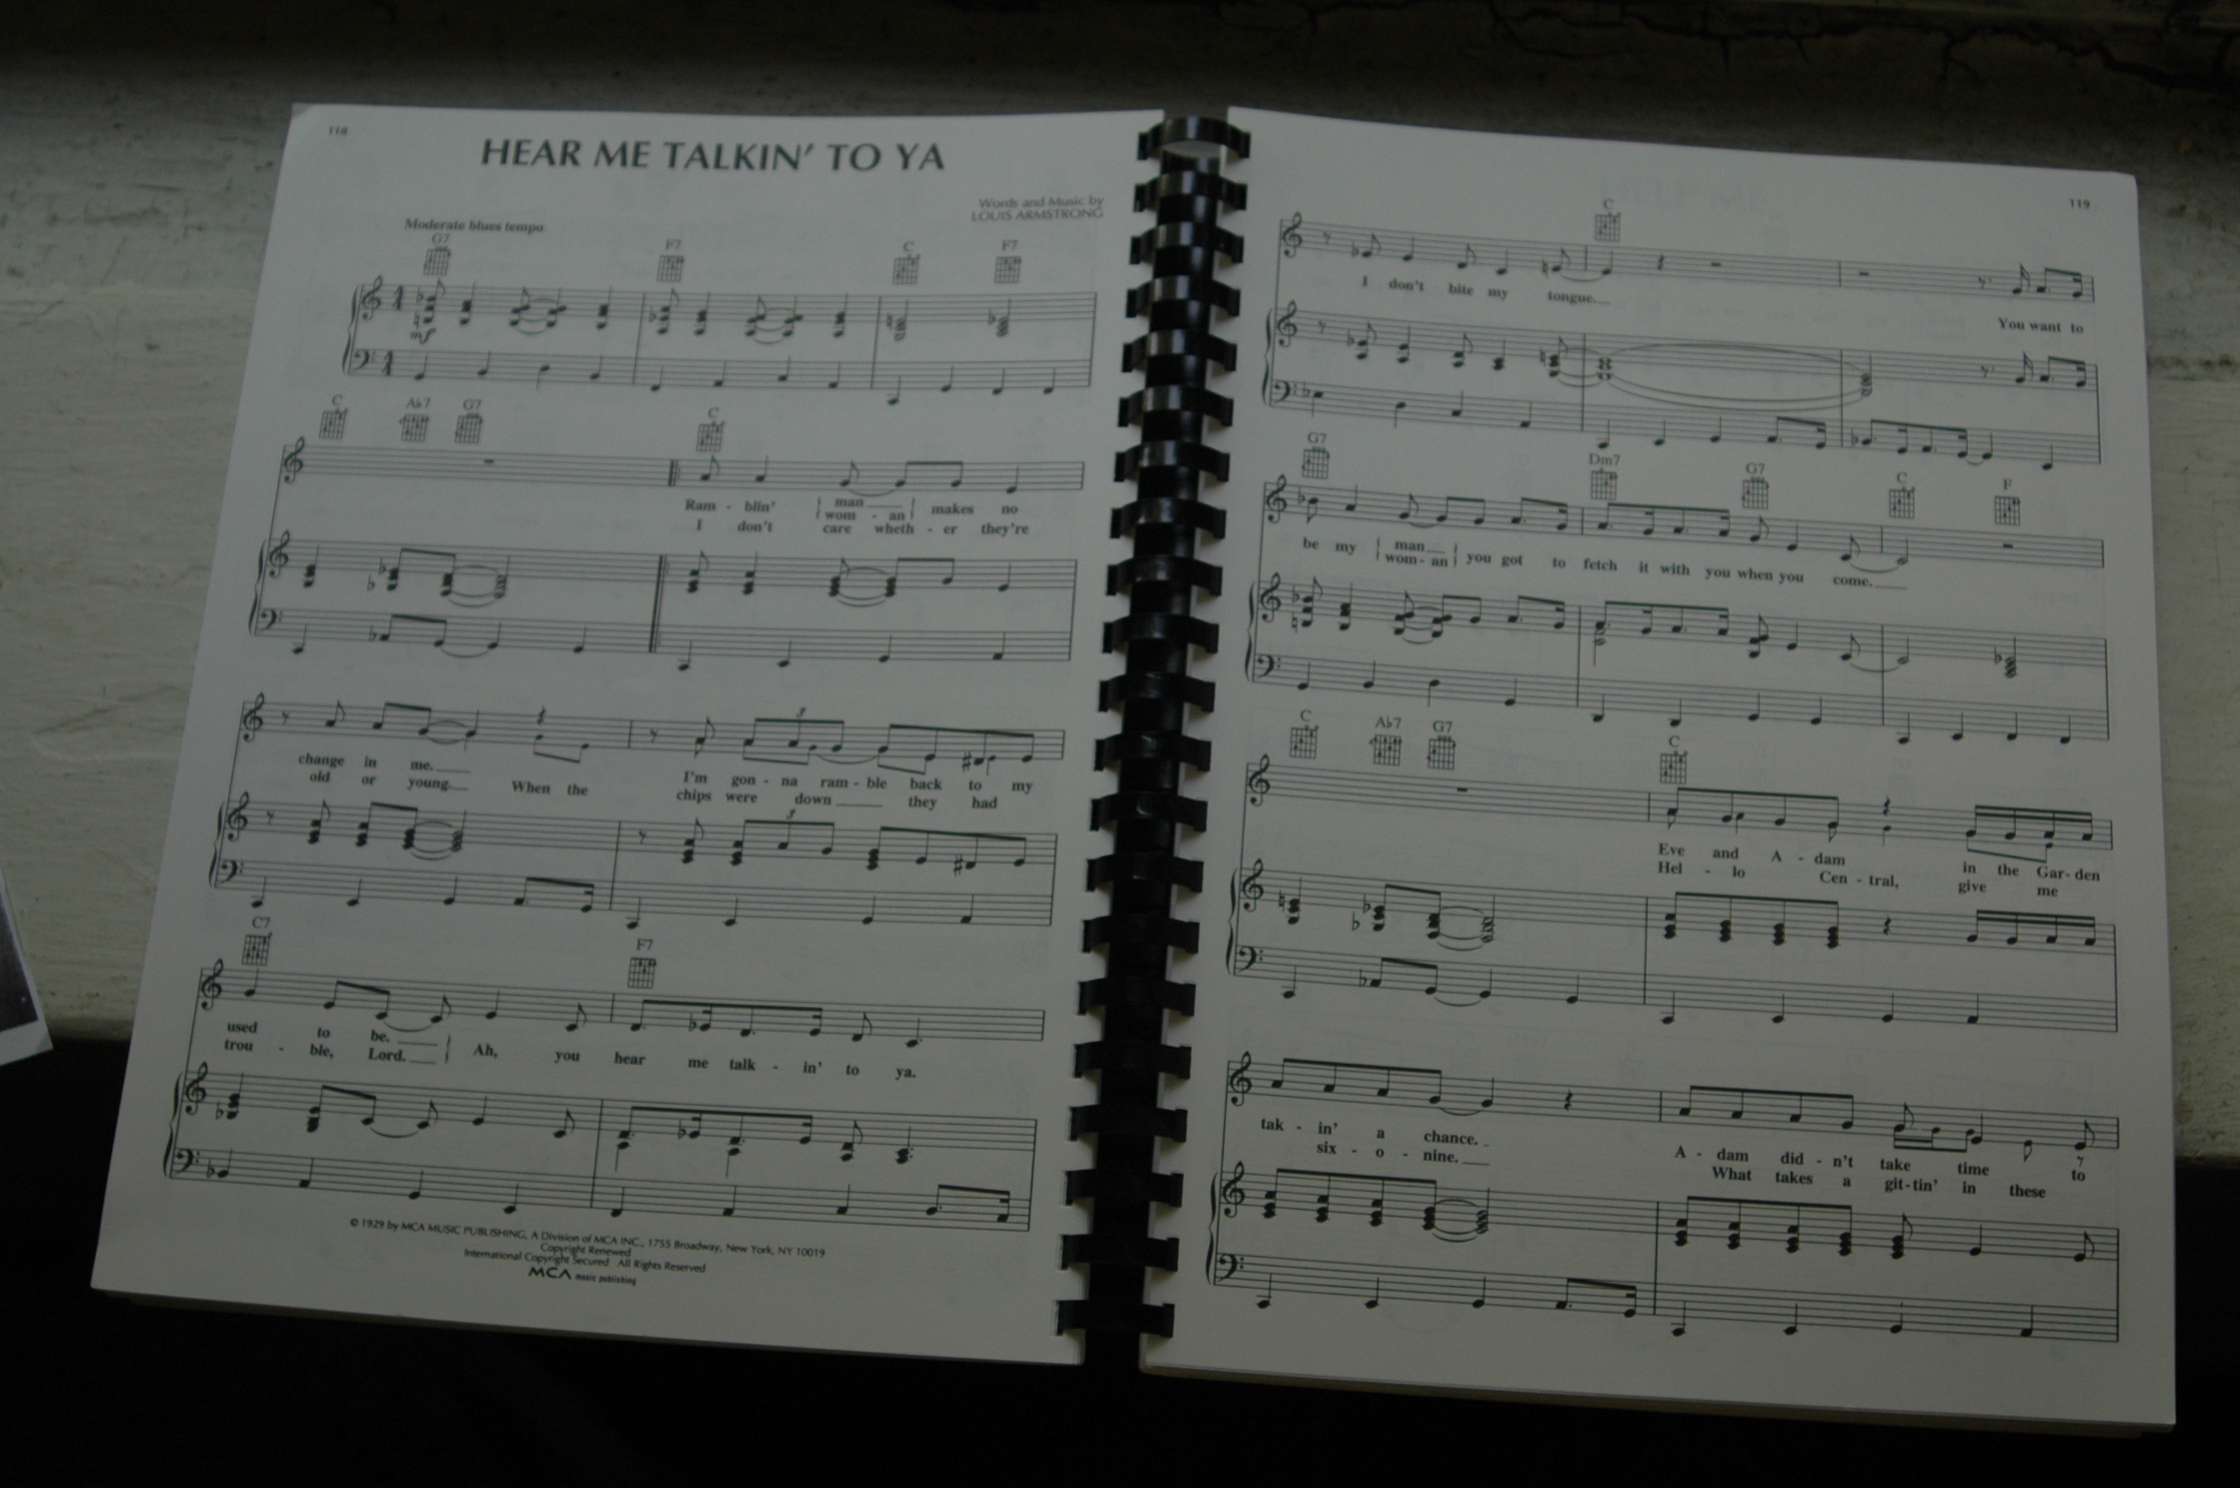 118
HEAR ME TALKIN' TO YA
Words and Music by
LOUIS ARMSTRONG
Moderate blues tempo
G7 F7 C F7
mf
C Ab7 G7 C
Ram - blin' man makes no
wom - an
I don't care wheth - er they're
change in me. When the I'm gon - na ram - ble back to my
old or young. chips were down they had
C7 F7
used to be. Ah, you hear me talk - in' to ya.
trou - ble, Lord.
© 1929 by MCA MUSIC PUBLISHING, A Division of MCA INC., 1755 Broadway, New York, NY 10019
Copyright Renewed
International Copyright Secured All Rights Reserved
MCA music publishing
119
C
I don't bite my tongue. You want to
G7 Dm7 G7 C F
be my man you got to fetch it with you when you come.
wom - an
C Ab7 G7 C
Eve and A - dam in the Gar - den
Hel - lo Cen - tral, give me
tak - in' a chance. A - dam did - n't take time to
six - o - nine. What takes a git - tin' in these